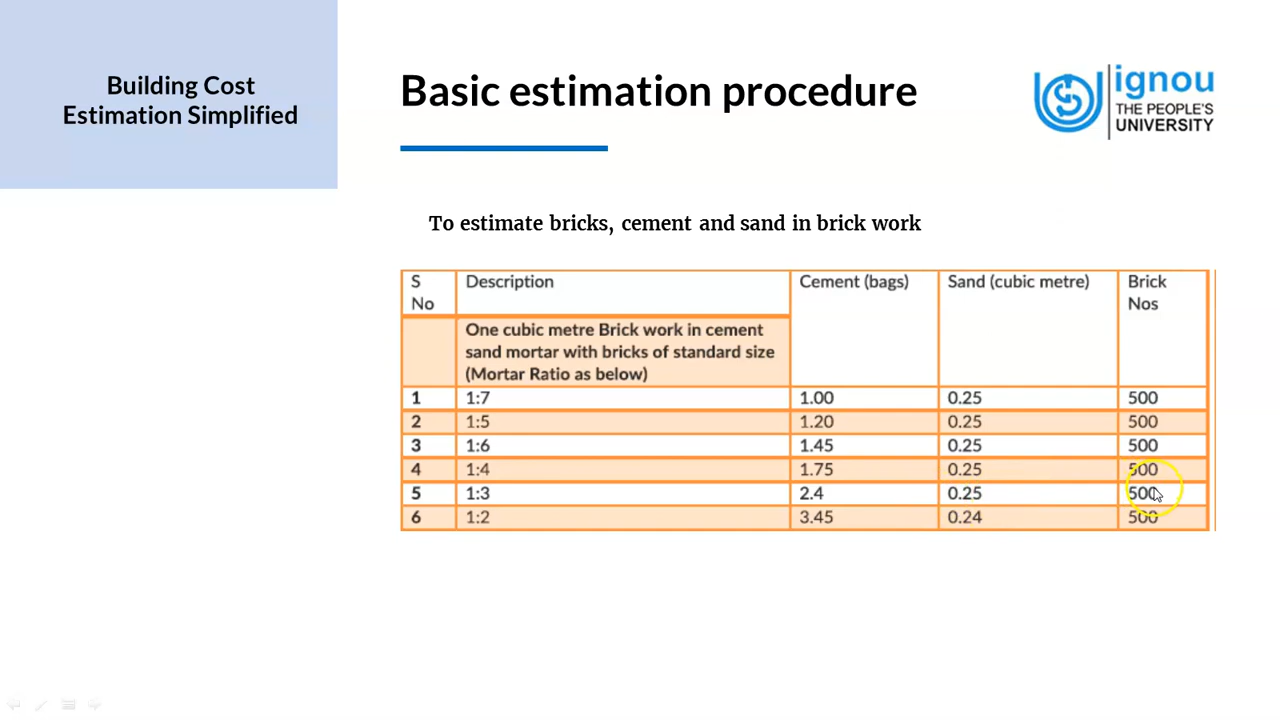 Building Cost
Estimation Simplified
Basic estimation procedure
ignou
THE PEOPLE'S
UNIVERSITY
To estimate bricks, cement and sand in brick work
S No Description Cement (bags) Sand (cubic metre) Brick Nos
One cubic metre Brick work in cement
sand mortar with bricks of standard size
(Mortar Ratio as below)
1 1:7 1.00 0.25 500
2 1:5 1.20 0.25 500
3 1:6 1.45 0.25 500
4 1:4 1.75 0.25 500
5 1:3 2.4 0.25 500
6 1:2 3.45 0.24 500